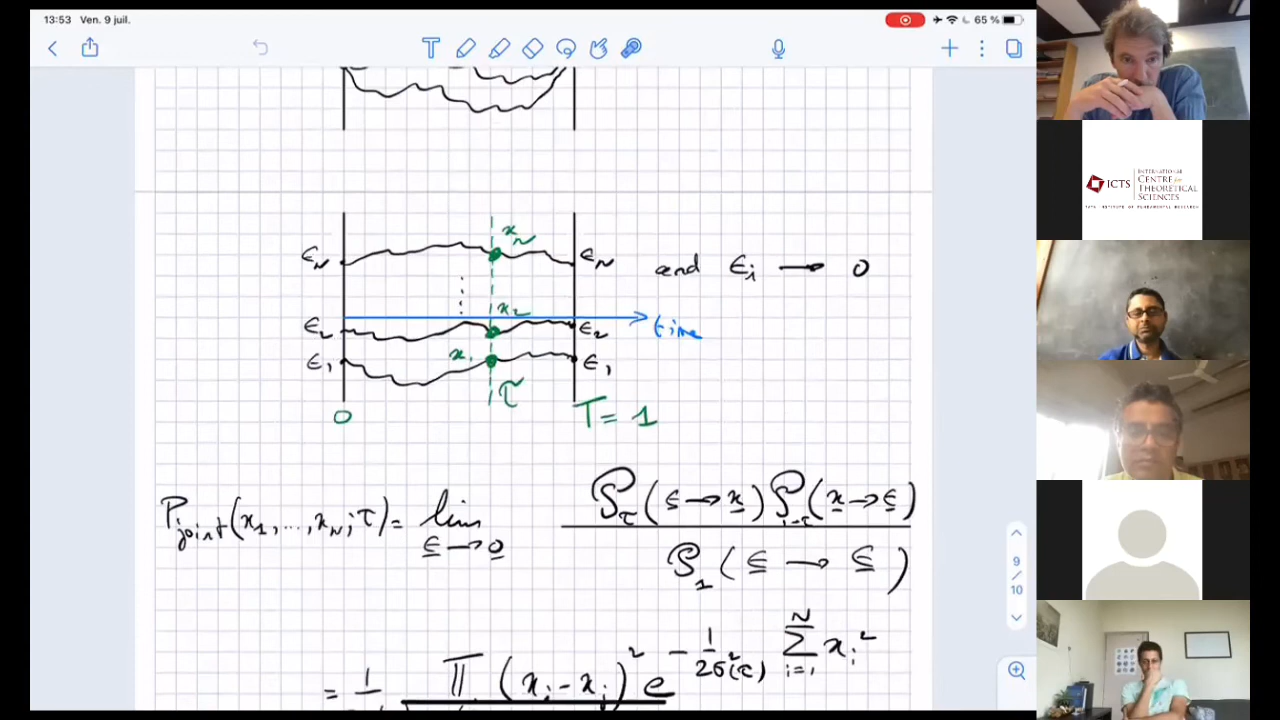 13:53 Ven. 9 juil.
65 %
T
x_N
ϵ_N ϵ_N and ϵ_i → 0
x_2
ϵ_2 ϵ_2 time
x_1
ϵ_1 ϵ_1
0 τ T = 1
P_joint(x_1, ..., x_N; τ) = lim_{ϵ → 0} P_τ(ϵ → x) P_{1-τ}(x → ϵ) / P_1(ϵ → ϵ)
= 1 Π (x_i - x_j)^2 e^{-1/(2σ^2(τ)) Σ_{i=1}^{N} x_i^2}
9
/
10
ICTS
INTERNATIONAL
CENTRE for
THEORETICAL
SCIENCES